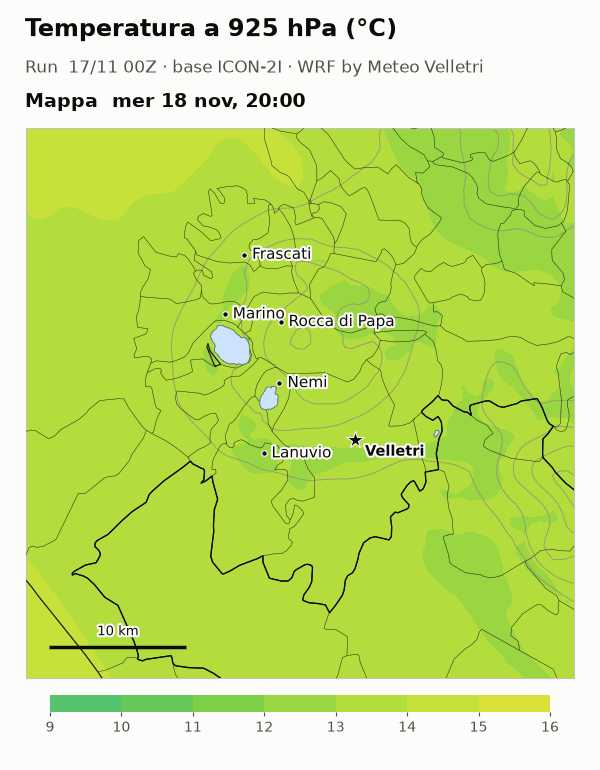 Temperatura a 925 hPa (°C)
Run  17/11 00Z · base ICON-2I · WRF by Meteo Velletri
Mappa  mer 18 nov, 20:00
Frascati
Marino
Rocca di Papa
Nemi
Velletri
Lanuvio
10 km
9 10 11 12 13 14 15 16